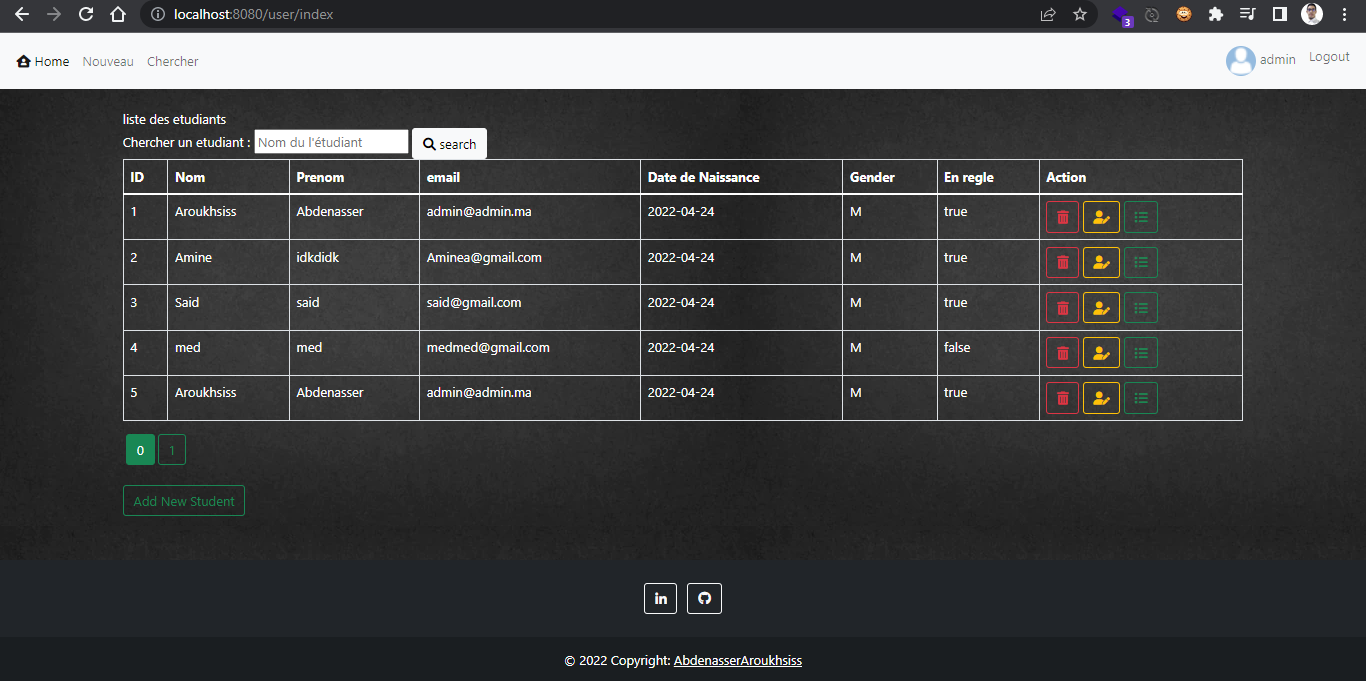 localhost:8080/user/index
3
Home Nouveau Chercher admin Logout
liste des etudiants
Chercher un etudiant : Nom du l'étudiant search
ID Nom Prenom email Date de Naissance Gender En regle Action
1 Aroukhsiss Abdenasser admin@admin.ma 2022-04-24 M true
2 Amine idkdidk Aminea@gmail.com 2022-04-24 M true
3 Said said said@gmail.com 2022-04-24 M true
4 med med medmed@gmail.com 2022-04-24 M false
5 Aroukhsiss Abdenasser admin@admin.ma 2022-04-24 M true
0 1
Add New Student
in
© 2022 Copyright: AbdenasserAroukhsiss